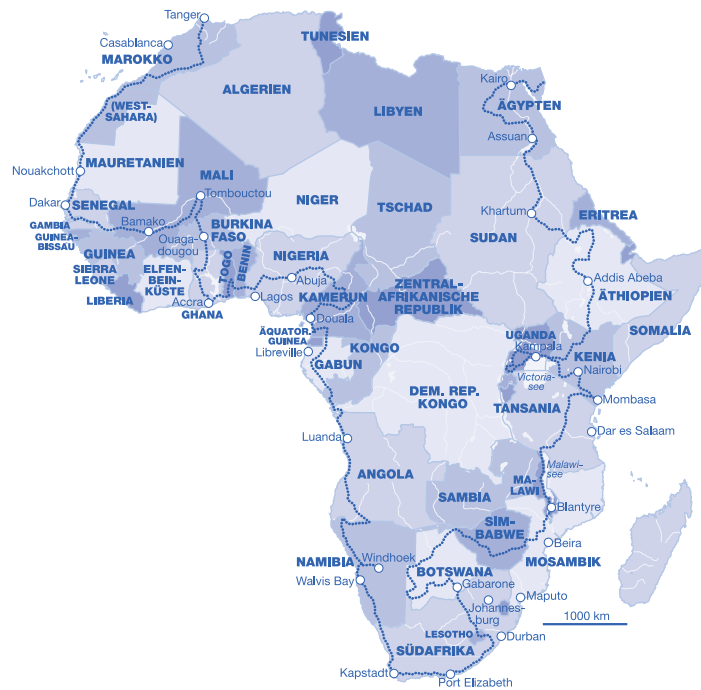 Tanger
Casablanca
MAROKKO
TUNESIEN
ALGERIEN
LIBYEN
Kairo
ÄGYPTEN
(WEST-
SAHARA)
Assuan
Nouakchott
MAURETANIEN
MALI
Tombouctou
NIGER
TSCHAD
Khartum
SUDAN
ERITREA
Dakar
SENEGAL
GAMBIA
GUINEA-
BISSAU
Bamako
Ouaga-
dougou
BURKINA
FASO
GUINEA
SIERRA
LEONE
LIBERIA
ELFEN-
BEIN-
KÜSTE
Accra
GHANA
TOGO
BENIN
NIGERIA
Abuja
Lagos
KAMERUN
Douala
ZENTRAL-
AFRIKANISCHE
REPUBLIK
Addis Abeba
ÄTHIOPIEN
SOMALIA
ÄQUATOR.
GUINEA
Libreville
GABUN
KONGO
UGANDA
Kampala
KENIA
Nairobi
Victoria-
see
DEM. REP.
KONGO
TANSANIA
Mombasa
Dar es Salaam
Luanda
ANGOLA
SAMBIA
Malawi-
see
MA-
LAWI
Blantyre
SIM-
BABWE
Beira
MOSAMBIK
NAMIBIA
Windhoek
Walvis Bay
BOTSWANA
Gabarone
Johannes-
burg
Maputo
1000 km
LESOTHO
Durban
SÜDAFRIKA
Kapstadt
Port Elizabeth